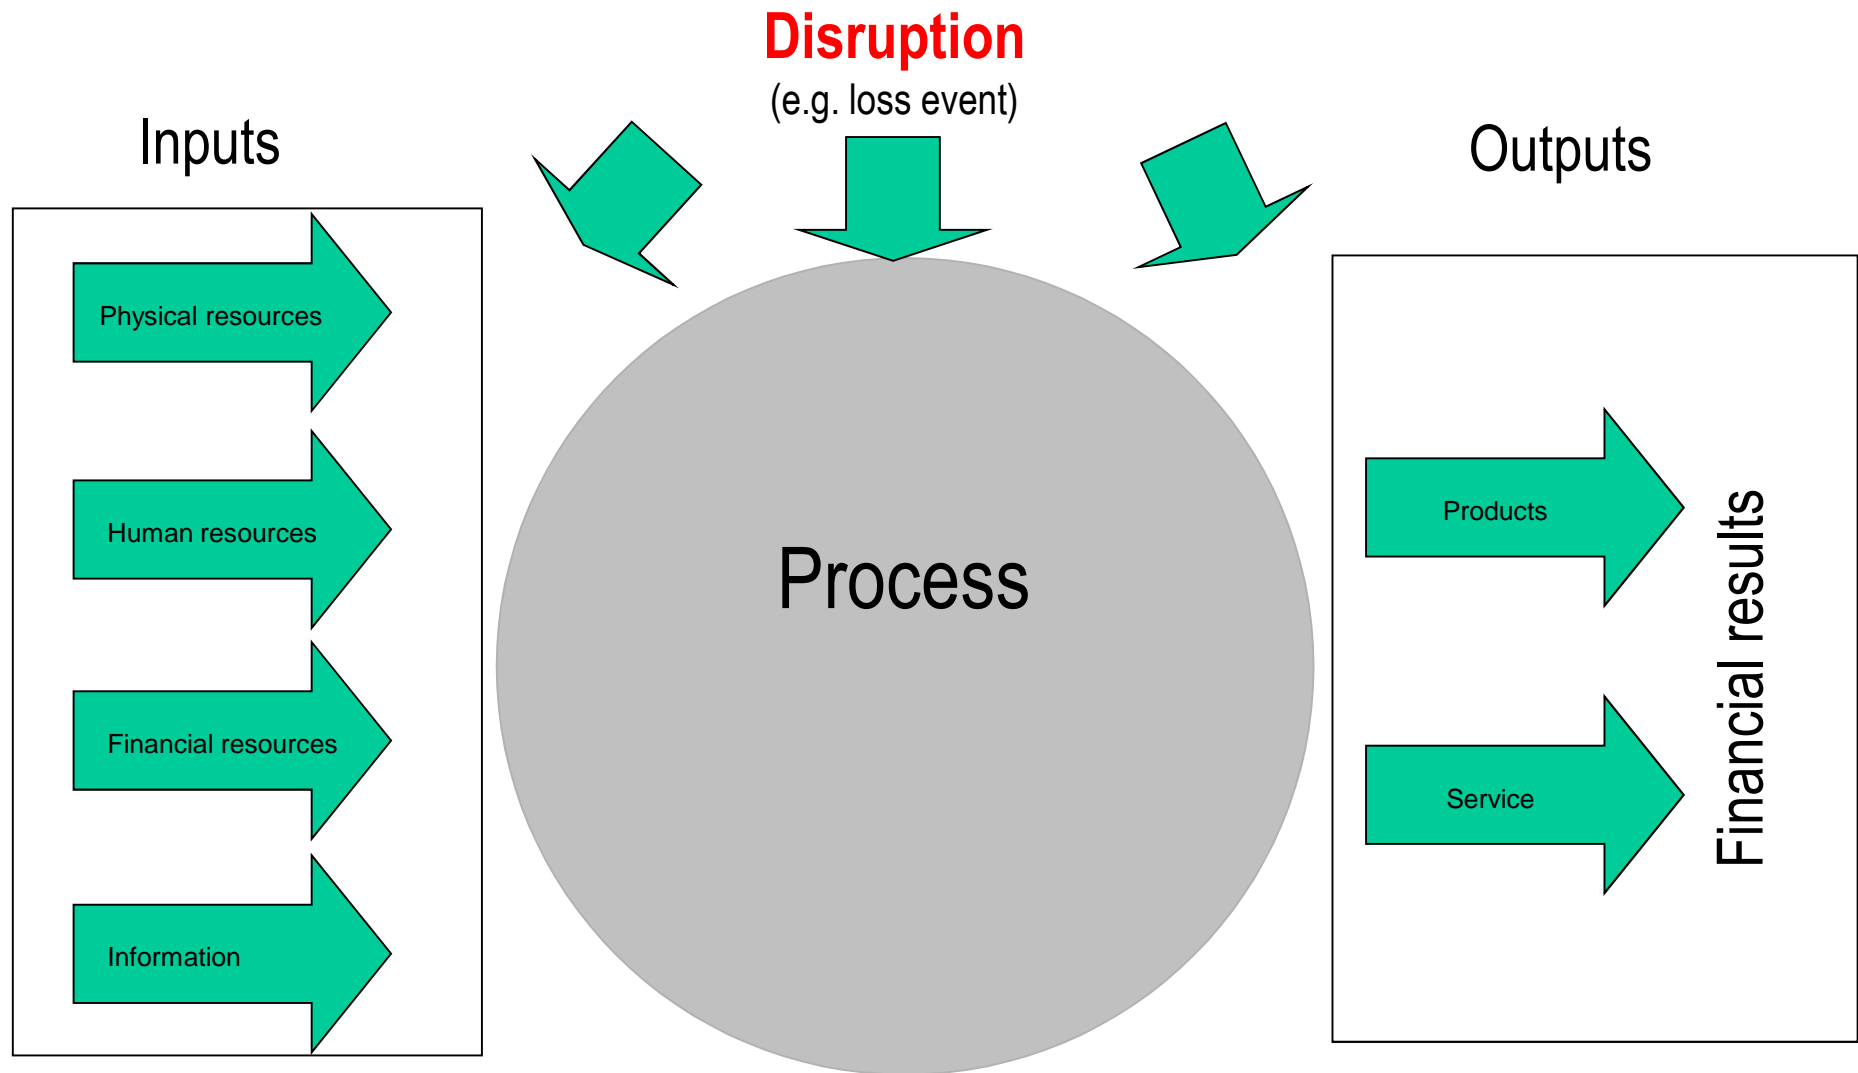 Disruption
(e.g. loss event)
Inputs
Outputs
Physical resources
Human resources
Financial resources
Information
Process
Products
Service
Financial results